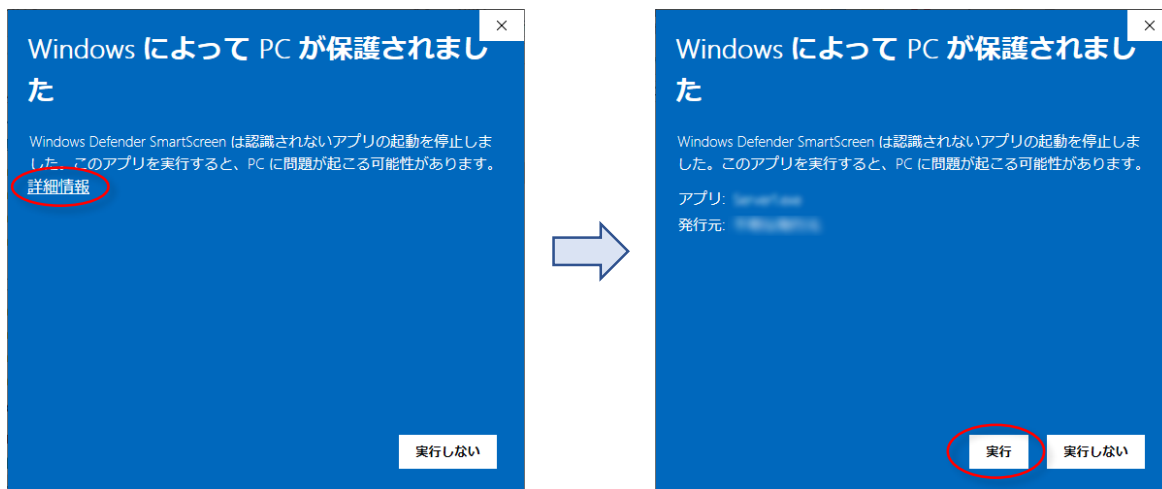 Windows によって PC が保護されまし
た
Windows Defender SmartScreen は認識されないアプリの起動を停止しま
した。このアプリを実行すると、PC に問題が起こる可能性があります。
詳細情報
実行しない
Windows によって PC が保護されまし
た
Windows Defender SmartScreen は認識されないアプリの起動を停止しま
した。このアプリを実行すると、PC に問題が起こる可能性があります。
アプリ:
発行元:
実行
実行しない